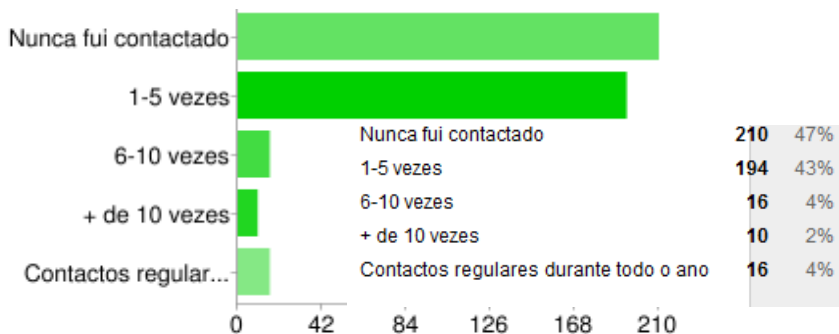 Nunca fui contactado
1-5 vezes
6-10 vezes
+ de 10 vezes
Contactos regular...
Nunca fui contactado 210 47%
1-5 vezes 194 43%
6-10 vezes 16 4%
+ de 10 vezes 10 2%
Contactos regulares durante todo o ano 16 4%
0 42 84 126 168 210